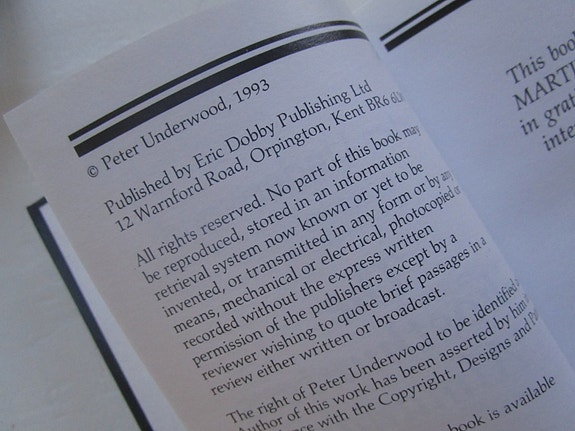 © Peter Underwood, 1993
Published by Eric Dobby Publishing Ltd
12 Warnford Road, Orpington, Kent BR6
All rights reserved. No part of this book may
be reproduced, stored in an information
retrieval system now known or yet to be
invented, or transmitted in any form or by any
means, mechanical or electrical, photocopied or
recorded without the express written
permission of the publishers except by a
reviewer wishing to quote brief passages in a
review either written or broadcast.
The right of Peter Underwood to be identified
Author of this work has been asserted by him
with the Copyright, Designs and
book is available
This
MARTI
in